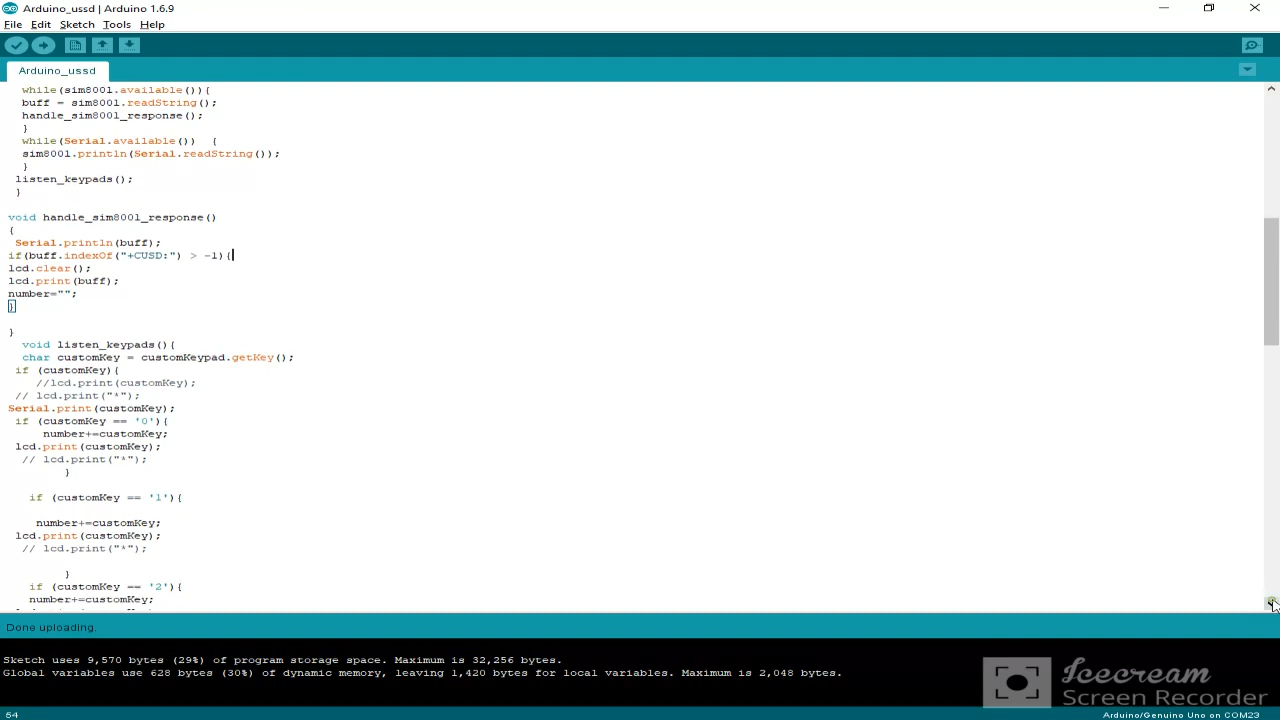 Arduino_ussd | Arduino 1.6.9
File Edit Sketch Tools Help
Arduino_ussd
while(sim800l.available()){
buff = sim800l.readString();
handle_sim800l_response();
}
while(Serial.available())  {
sim800l.println(Serial.readString());
}
listen_keypads();
}
void handle_sim800l_response()
{
Serial.println(buff);
if(buff.indexOf("+CUSD:") > -1){
lcd.clear();
lcd.print(buff);
number="";
}
}
void listen_keypads(){
char customKey = customKeypad.getKey();
if (customKey){
//lcd.print(customKey);
// lcd.print("*");
Serial.print(customKey);
if (customKey == '0'){
number+=customKey;
lcd.print(customKey);
// lcd.print("*");
}
if (customKey == '1'){
number+=customKey;
lcd.print(customKey);
// lcd.print("*");
}
if (customKey == '2'){
number+=customKey;
Done uploading.
Sketch uses 9,570 bytes (29%) of program storage space. Maximum is 32,256 bytes.
Global variables use 628 bytes (30%) of dynamic memory, leaving 1,420 bytes for local variables. Maximum is 2,048 bytes.
Icecream
Screen Recorder
54
Arduino/Genuino Uno on COM23